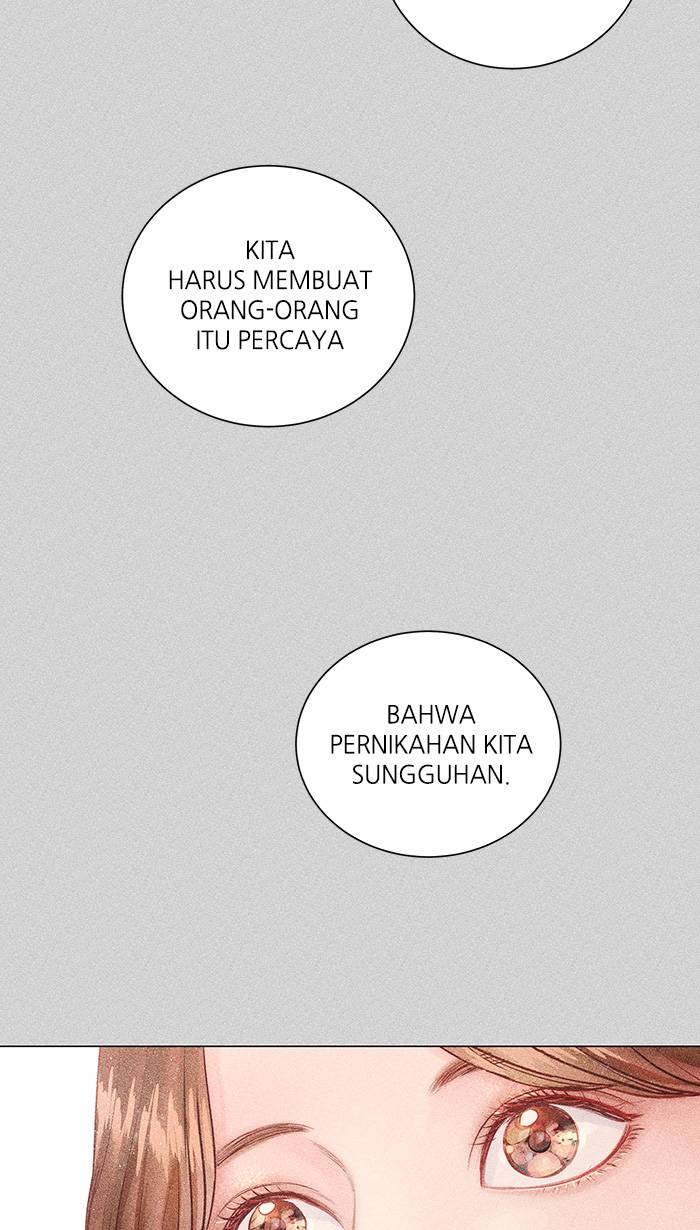 KITA
HARUS MEMBUAT
ORANG-ORANG
ITU PERCAYA
BAHWA
PERNIKAHAN KITA
SUNGGUHAN.